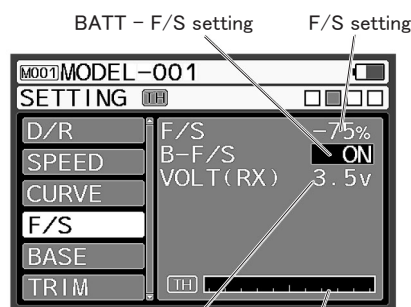 BATT - F/S setting
F/S setting
M001 MODEL-001
SETTING TH
D/R
SPEED
CURVE
F/S
BASE
TRIM
F/S -75%
B-F/S ON
VOLT(RX) 3.5v
TH